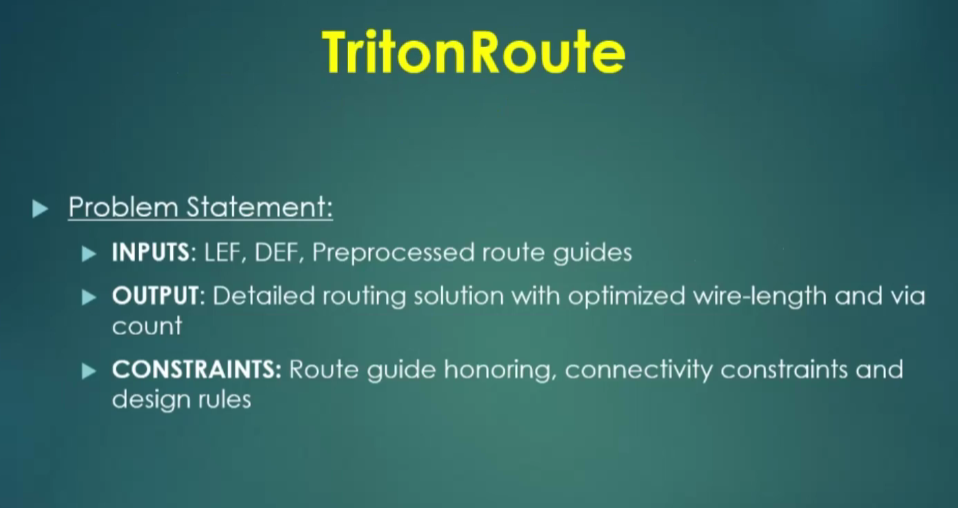 TritonRoute
Problem Statement:
INPUTS: LEF, DEF, Preprocessed route guides
OUTPUT: Detailed routing solution with optimized wire-length and via
count
CONSTRAINTS: Route guide honoring, connectivity constraints and
design rules